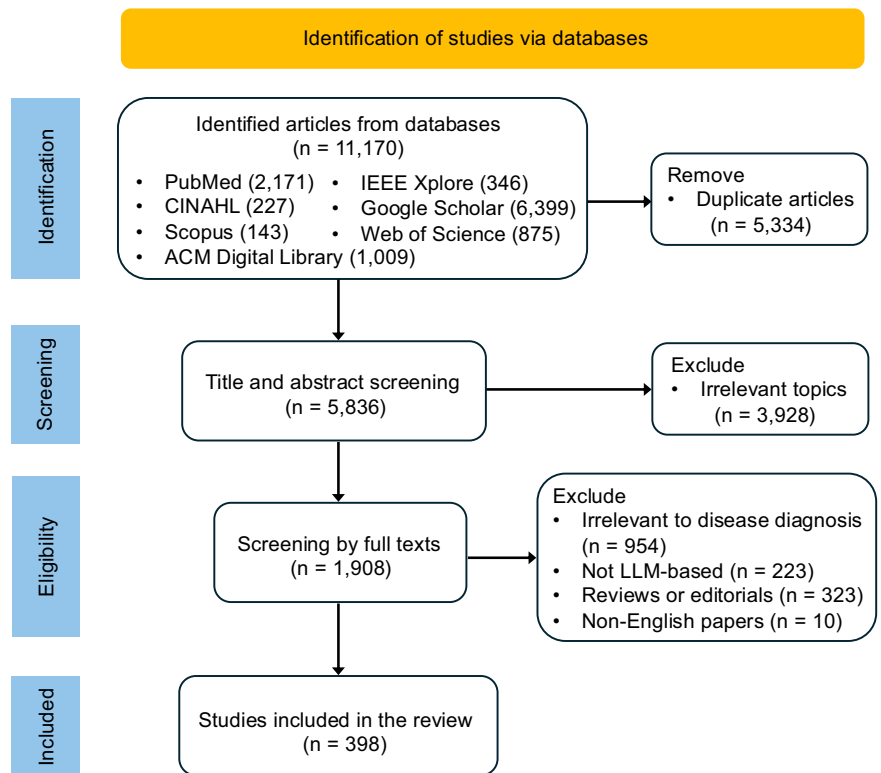 Identification of studies via databases
Identification
Identified articles from databases
(n = 11,170)
• PubMed (2,171)
• CINAHL (227)
• Scopus (143)
• ACM Digital Library (1,009)
• IEEE Xplore (346)
• Google Scholar (6,399)
• Web of Science (875)
Remove
• Duplicate articles
(n = 5,334)
Screening
Title and abstract screening
(n = 5,836)
Exclude
• Irrelevant topics
(n = 3,928)
Eligibility
Screening by full texts
(n = 1,908)
Exclude
• Irrelevant to disease diagnosis
(n = 954)
• Not LLM-based (n = 223)
• Reviews or editorials (n = 323)
• Non-English papers (n = 10)
Included
Studies included in the review
(n = 398)